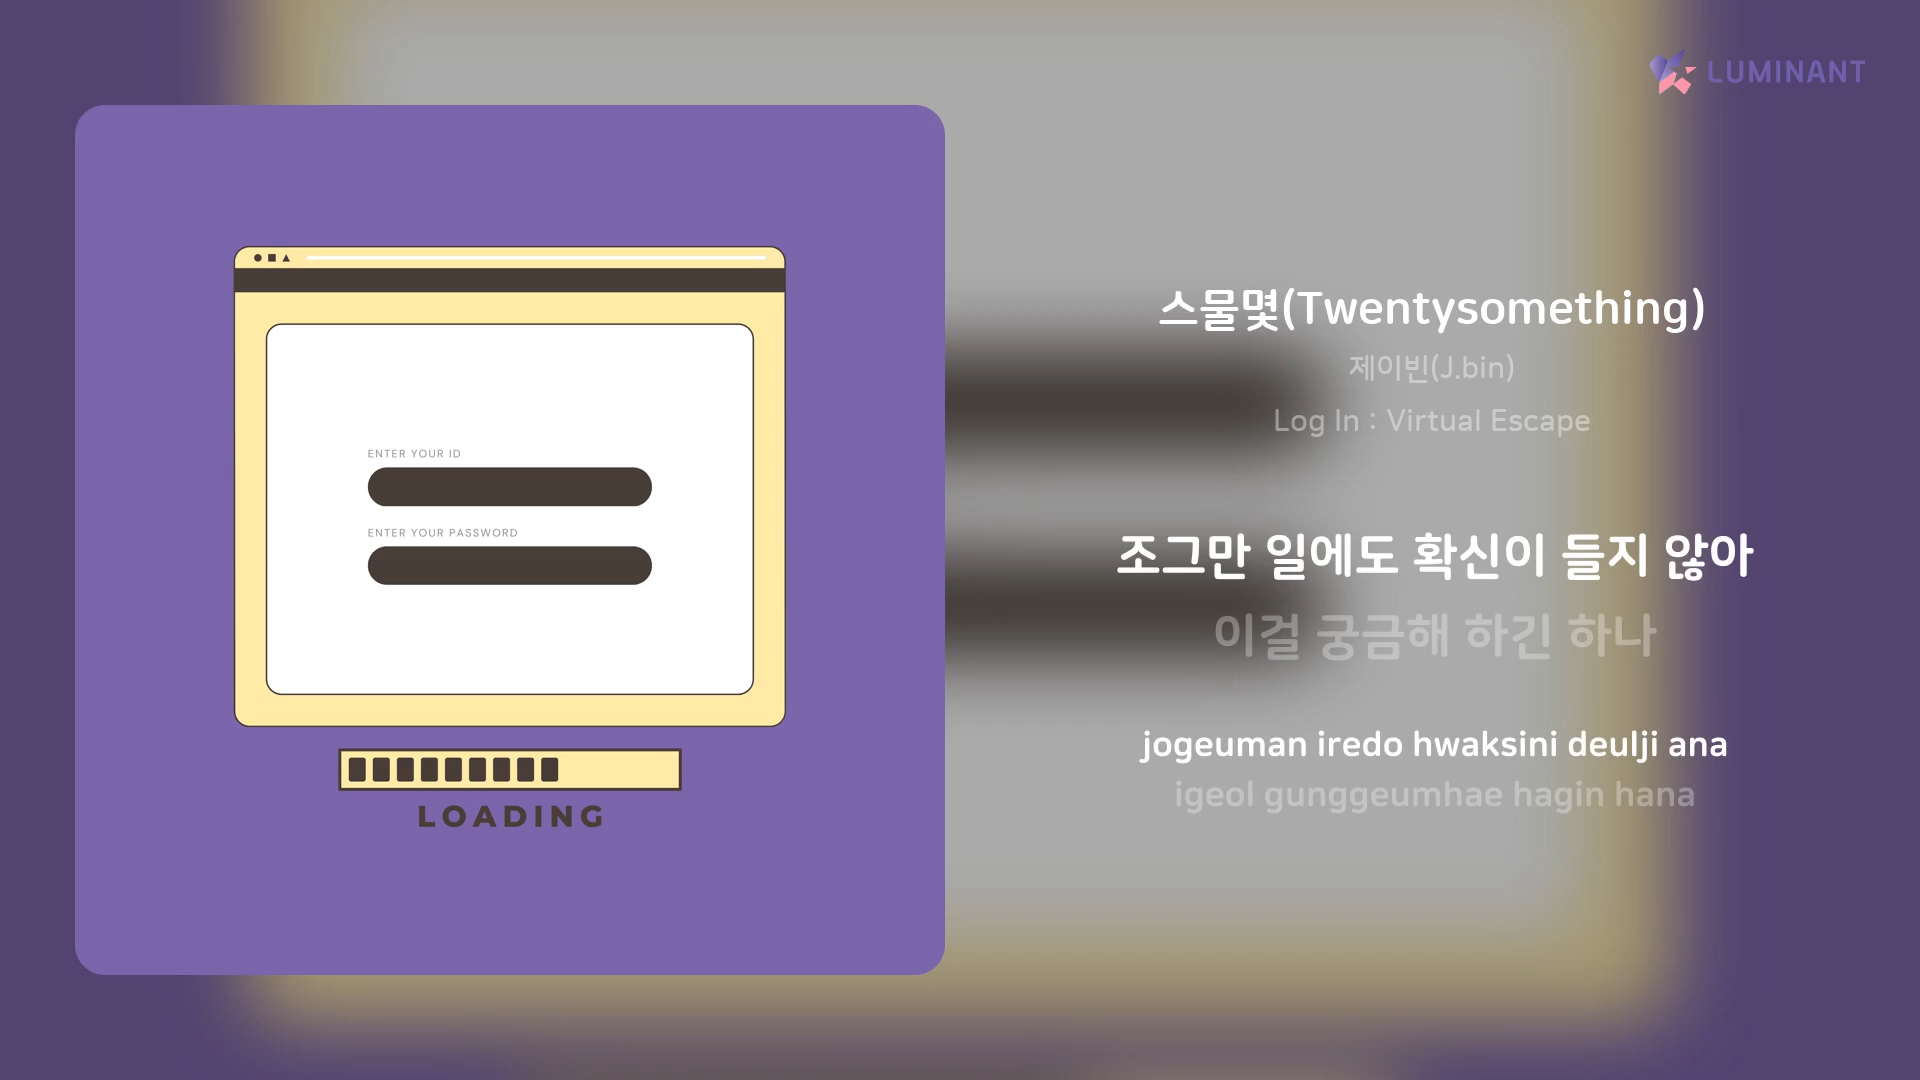 LUMINANT
ENTER YOUR ID
ENTER YOUR PASSWORD
LOADING
스물몇(Twentysomething)
제이빈(J.bin)
Log In : Virtual Escape
조그만 일에도 확신이 들지 않아
이걸 궁금해 하긴 하나
jogeuman iredo hwaksini deulji ana
igeol gunggeumhae hagin hana